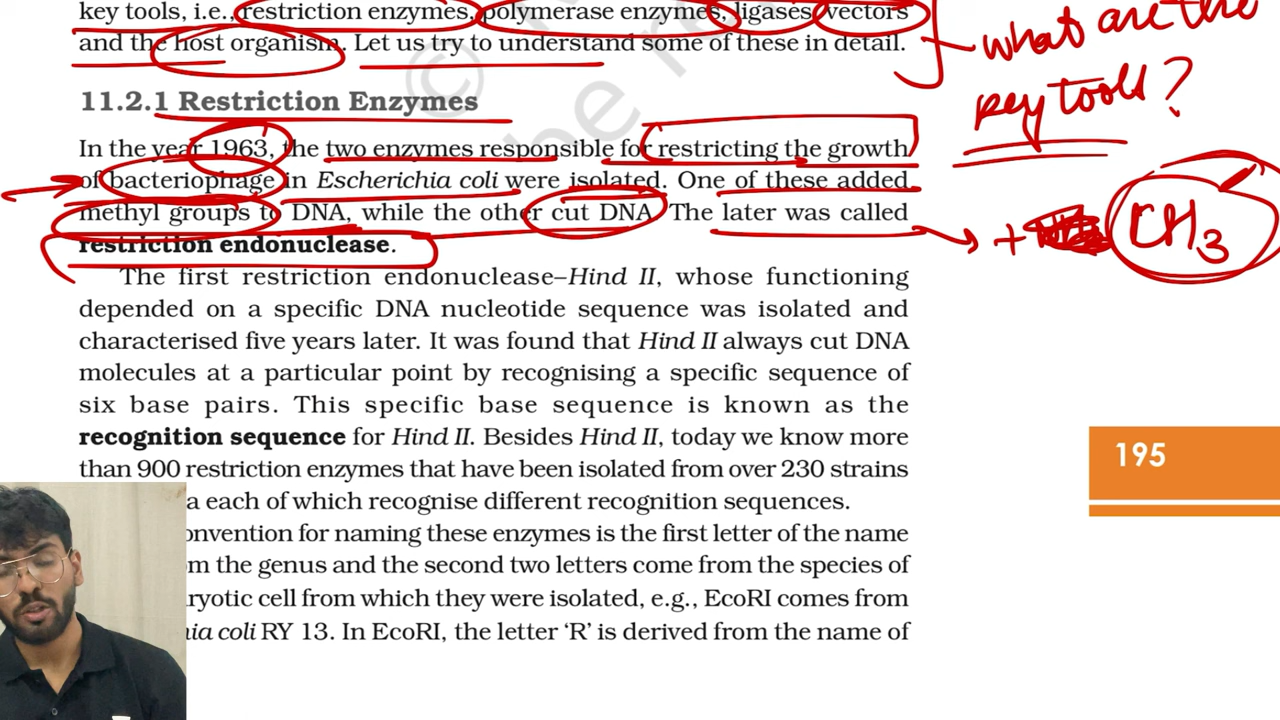 key tools, i.e., restriction enzymes, polymerase enzymes, ligases, vectors
and the host organism. Let us try to understand some of these in detail.
what are the
key tools?
11.2.1 Restriction Enzymes
In the year 1963, the two enzymes responsible for restricting the growth
of bacteriophage in Escherichia coli were isolated. One of these added
methyl groups to DNA, while the other cut DNA. The later was called
restriction endonuclease.
+ CH3
The first restriction endonuclease–Hind II, whose functioning
depended on a specific DNA nucleotide sequence was isolated and
characterised five years later. It was found that Hind II always cut DNA
molecules at a particular point by recognising a specific sequence of
six base pairs. This specific base sequence is known as the
recognition sequence for Hind II. Besides Hind II, today we know more
than 900 restriction enzymes that have been isolated from over 230 strains
a each of which recognise different recognition sequences.
onvention for naming these enzymes is the first letter of the name
om the genus and the second two letters come from the species of
ryotic cell from which they were isolated, e.g., EcoRI comes from
ia coli RY 13. In EcoRI, the letter ‘R’ is derived from the name of
195
© be re